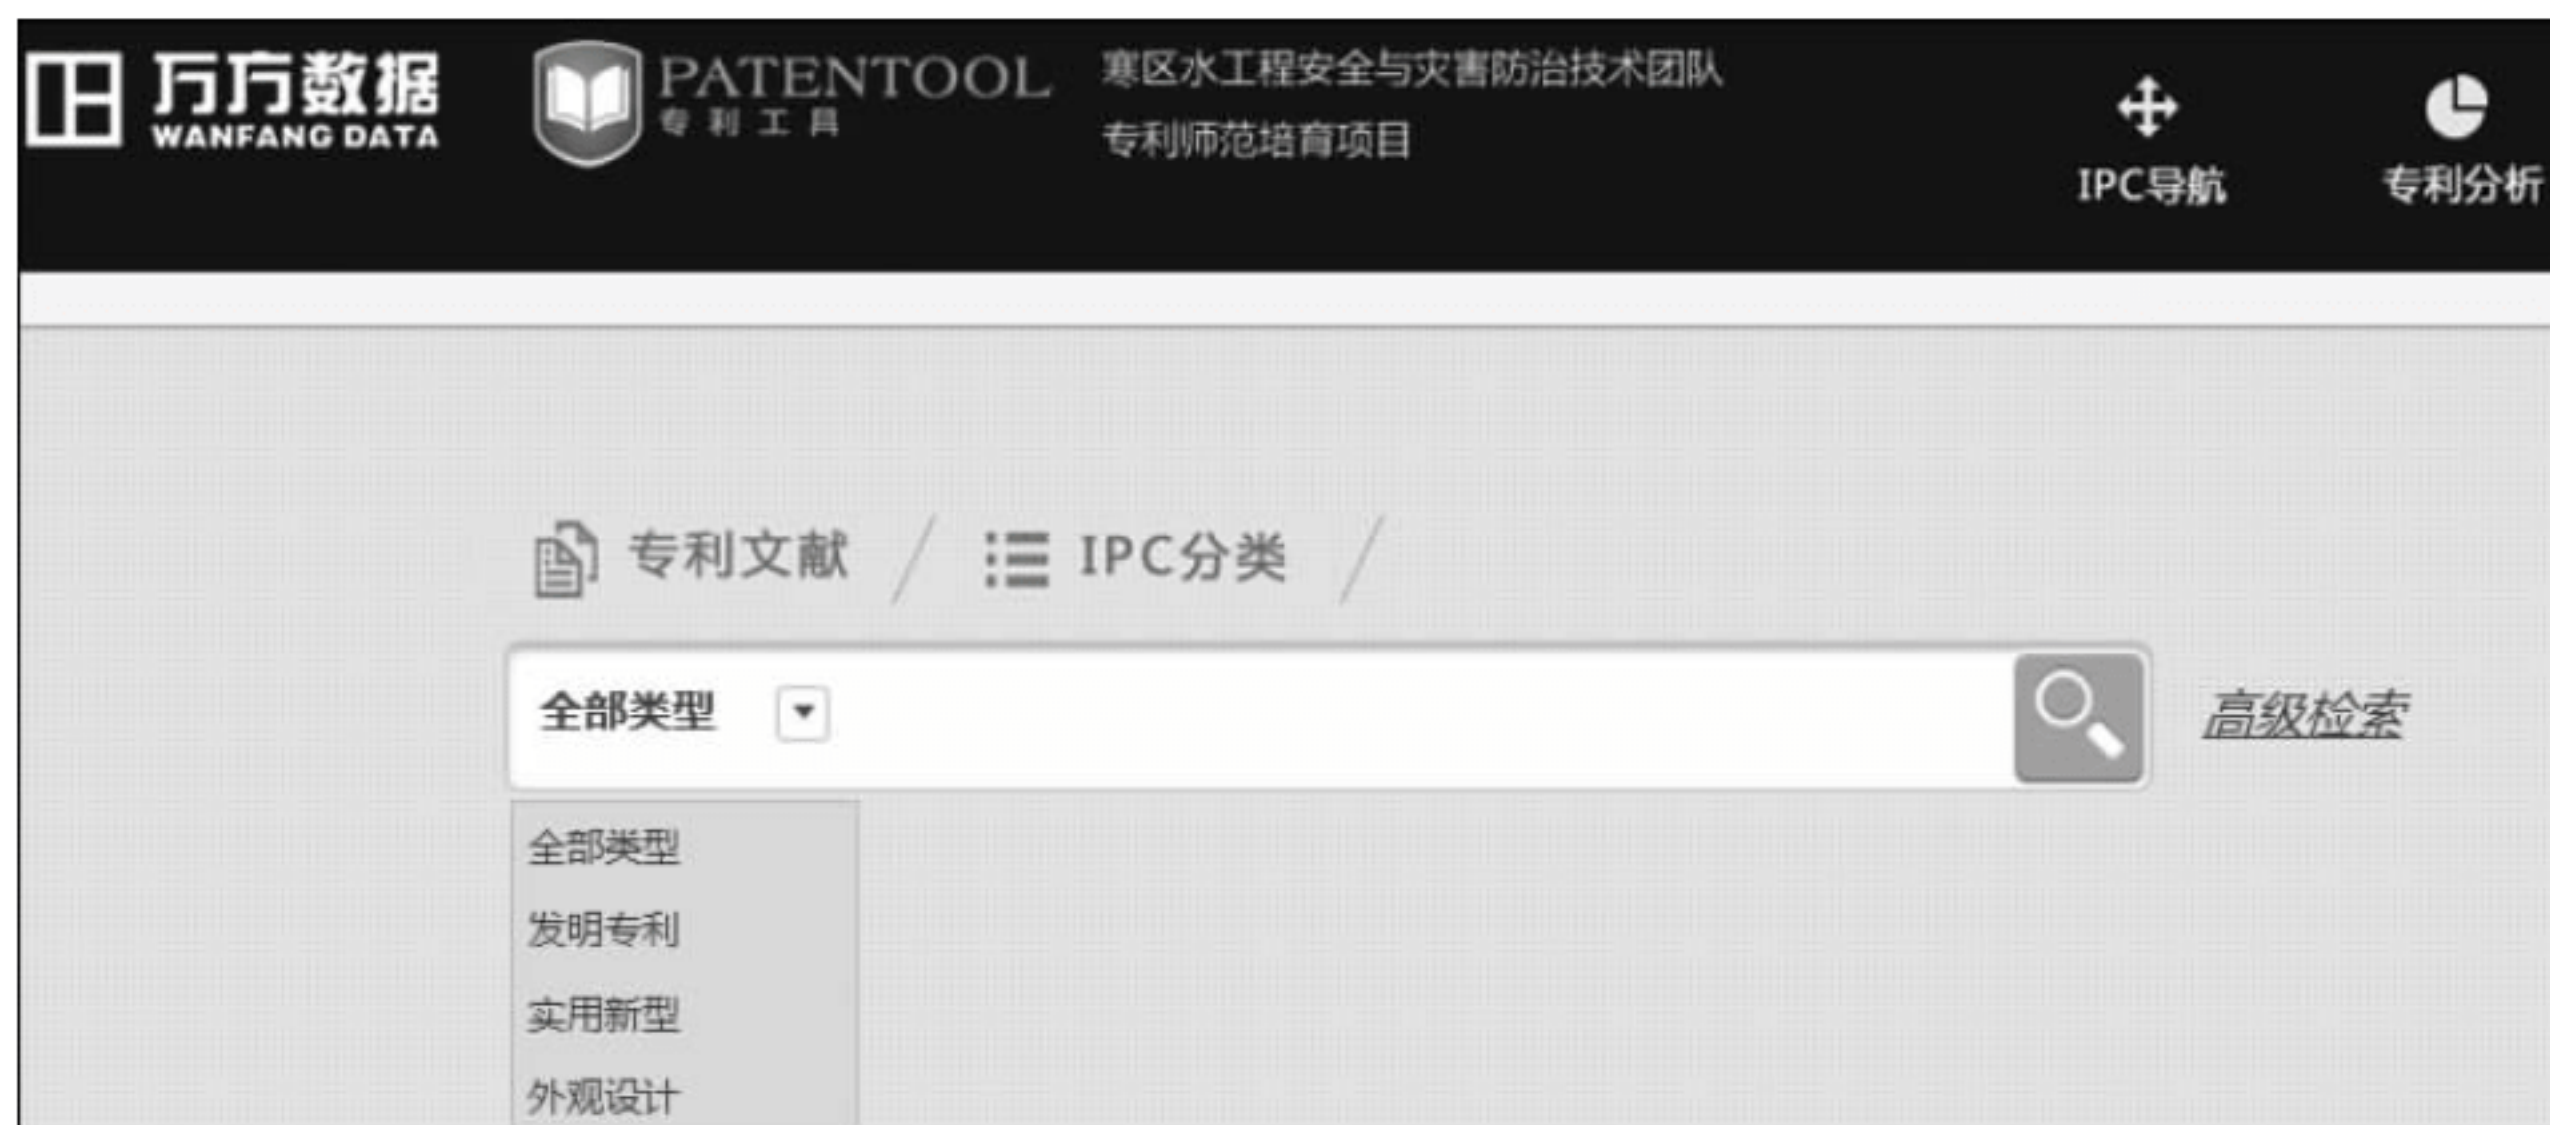 万方数据
WANFANG DATA
PATENTOOL
专利工具
寒区水工程安全与灾害防治技术团队
专利师范培育项目
IPC导航
专利分析
专利文献
IPC分类
全部类型
高级检索
全部类型
发明专利
实用新型
外观设计